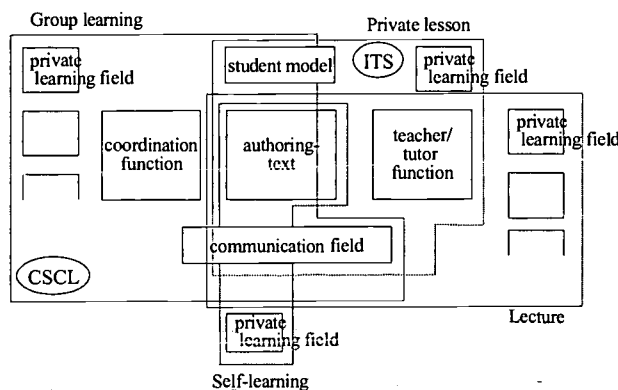 Group learning
Private lesson
private
learning field
student model
ITS
private
learning field
private
learning field
coordination
function
authoring-
text
teacher/
tutor
function
communication field
CSCL
Lecture
private
learning field
Self-learning